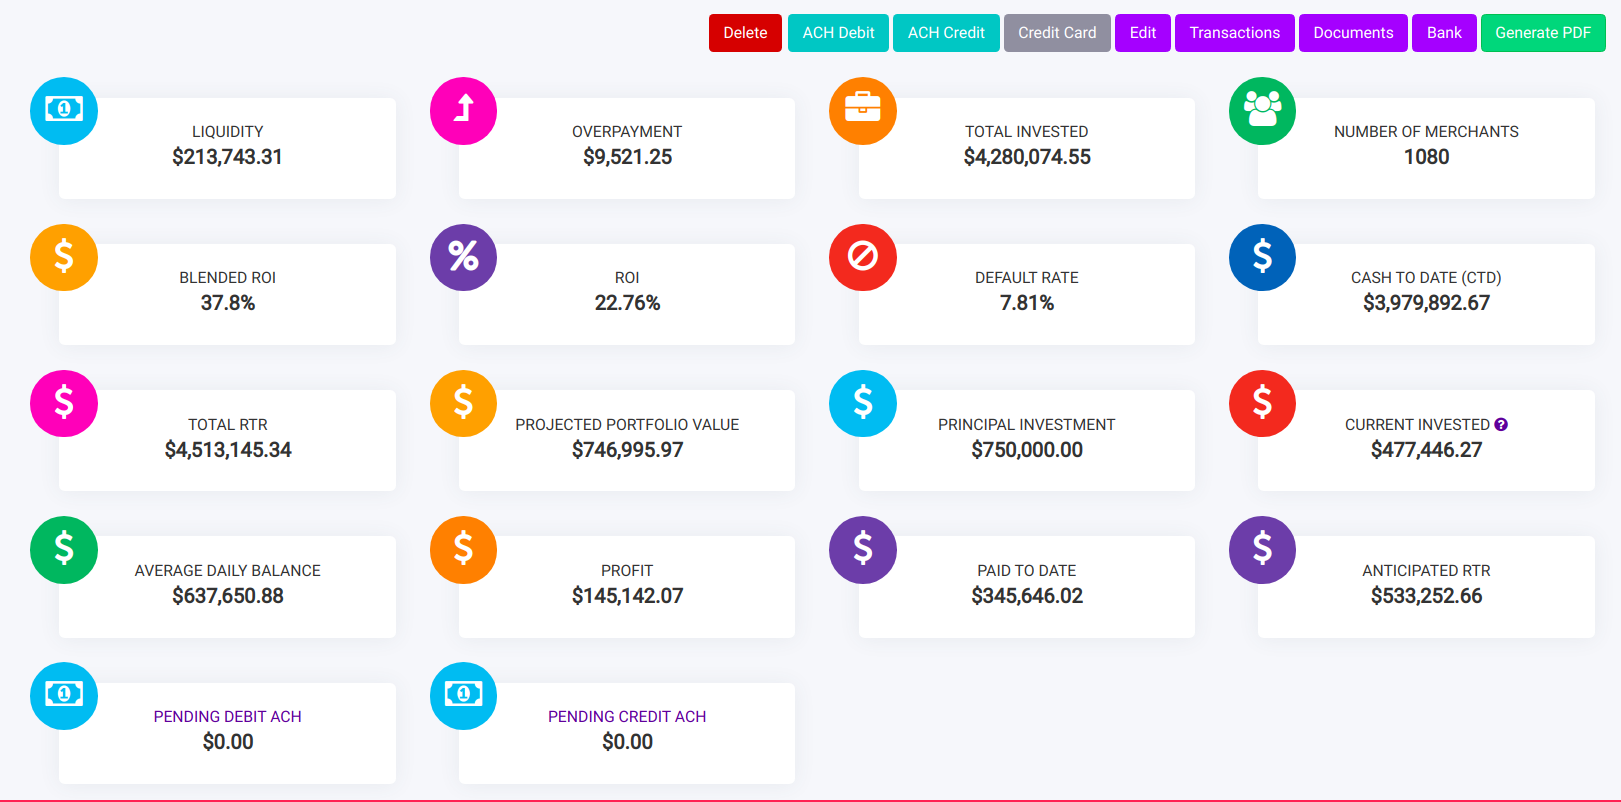 Delete
ACH Debit
ACH Credit
Credit Card
Edit
Transactions
Documents
Bank
Generate PDF
LIQUIDITY
$213,743.31
OVERPAYMENT
$9,521.25
TOTAL INVESTED
$4,280,074.55
NUMBER OF MERCHANTS
1080
BLENDED ROI
37.8%
ROI
22.76%
DEFAULT RATE
7.81%
CASH TO DATE (CTD)
$3,979,892.67
TOTAL RTR
$4,513,145.34
PROJECTED PORTFOLIO VALUE
$746,995.97
PRINCIPAL INVESTMENT
$750,000.00
CURRENT INVESTED
$477,446.27
AVERAGE DAILY BALANCE
$637,650.88
PROFIT
$145,142.07
PAID TO DATE
$345,646.02
ANTICIPATED RTR
$533,252.66
PENDING DEBIT ACH
$0.00
PENDING CREDIT ACH
$0.00